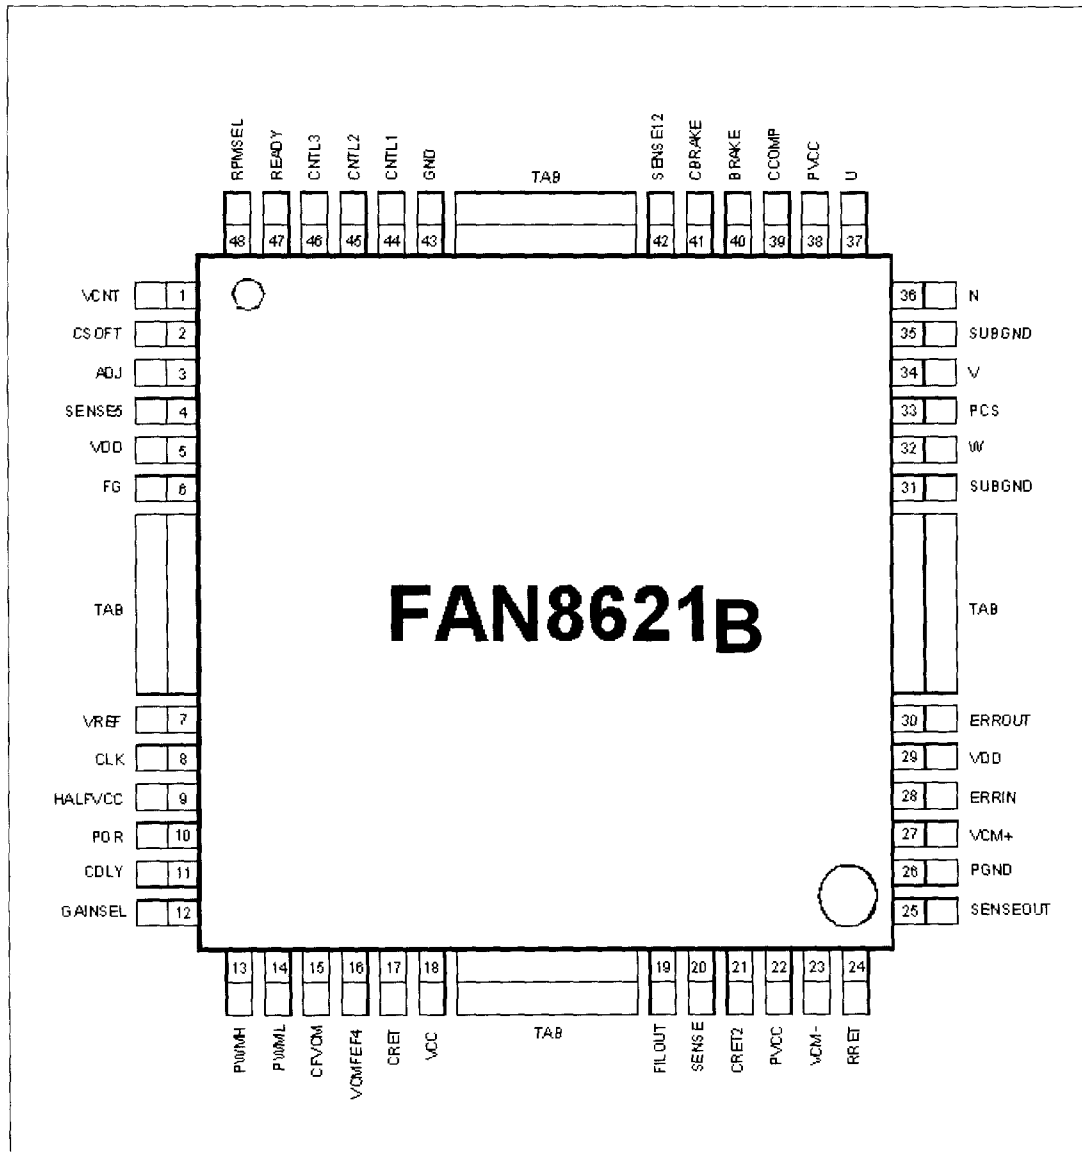 RPMSEL READY CNTL3 CNTL2 CNTL1 GND TAB SENSE12 CBRAKE BRAKE CCOMP PVCC U
48 47 46 45 44 43 42 41 40 39 38 37
VCNT 1 36 N
CSOFT 2 35 SUBGND
ADJ 3 34 V
SENSE5 4 33 PCS
VDD 5 32 W
FG 6 31 SUBGND
TAB FAN8621B TAB
VREF 7 30 ERROUT
CLK 8 29 VDD
HALFVCC 9 28 ERRIN
POR 10 27 VCM+
CDLY 11 26 PGND
GAINSEL 12 25 SENSEOUT
13 14 15 16 17 18 19 20 21 22 23 24
PWMH PWML CFVCM VCMFEF4 CRET VCC TAB FILOUT SENSE CRET2 PVCC VCM- RRET